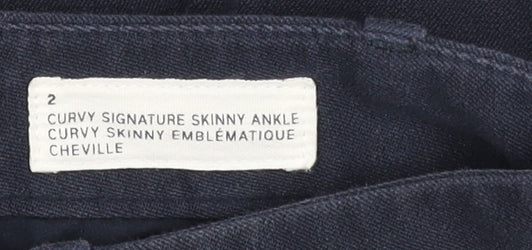 2
CURVY SIGNATURE SKINNY ANKLE
CURVY SKINNY EMBLÉMATIQUE
CHEVILLE